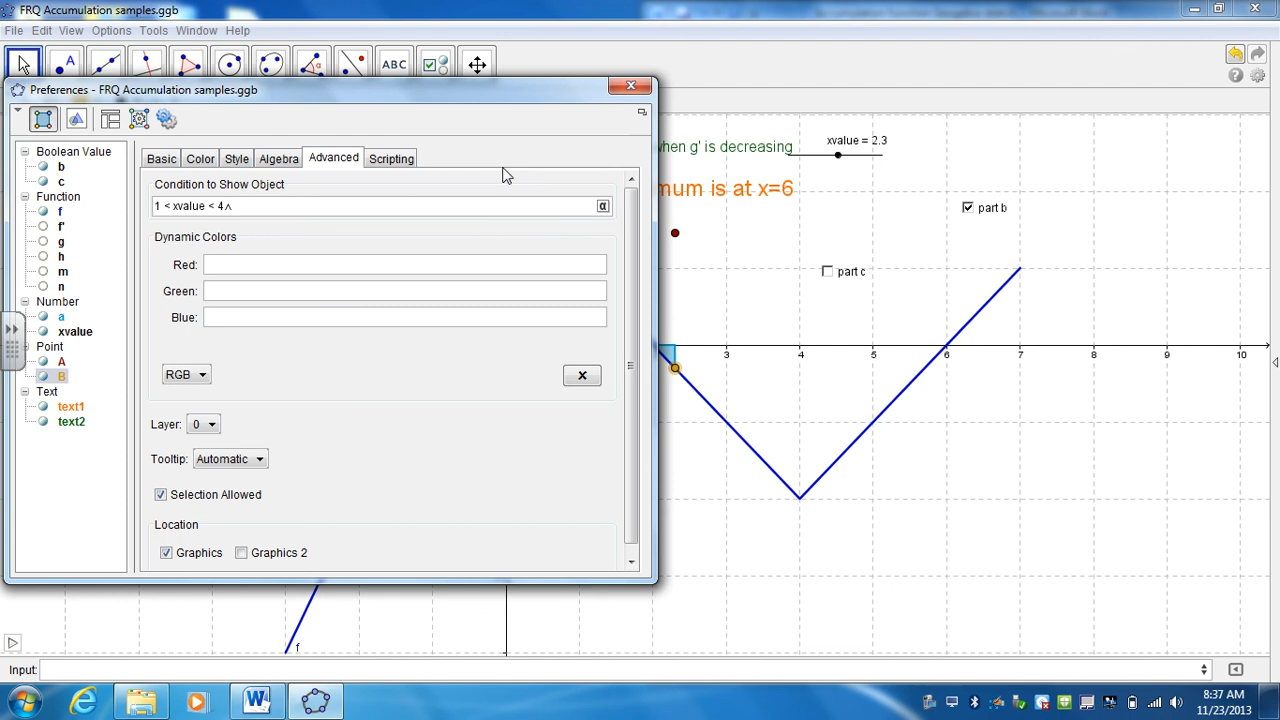 FRQ Accumulation samples.ggb
File Edit View Options Tools Window Help
A ABC
Preferences - FRQ Accumulation samples.ggb
Basic Color Style Algebra Advanced Scripting
Boolean Value
b
c
Function
f
f'
g
h
m
n
Number
a
xvalue
Point
A
B
Text
text1
text2
Condition to Show Object
1 < xvalue < 4∧
α
Dynamic Colors
Red:
Green:
Blue:
RGB
x
Layer: 0
Tooltip: Automatic
Selection Allowed
Location
Graphics Graphics 2
when g' is decreasing
xvalue = 2.3
mum is at x=6
part b
part c
3 4 5 6 7 8 9 10
f
Input:
W
8:37 AM
11/23/2013